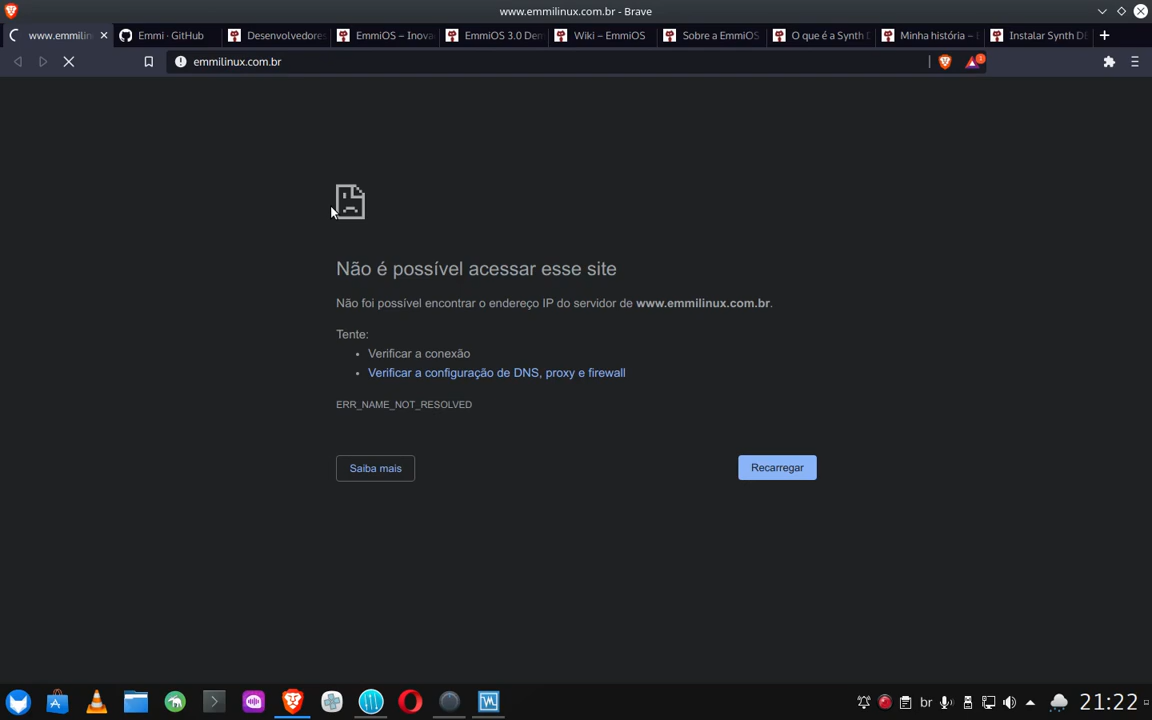 www.emmilinux.com.br - Brave
www.emmilin
Emmi · GitHub
Desenvolvedores
EmmiOS – Inova
EmmiOS 3.0 Den
Wiki – EmmiOS
Sobre a EmmiOS
O que é a Synth
Minha história –
Instalar Synth DE
emmilinux.com.br
Não é possível acessar esse site
Não foi possível encontrar o endereço IP do servidor de www.emmilinux.com.br.
Tente:
• Verificar a conexão
• Verificar a configuração de DNS, proxy e firewall
ERR_NAME_NOT_RESOLVED
Saiba mais
Recarregar
br
21:22